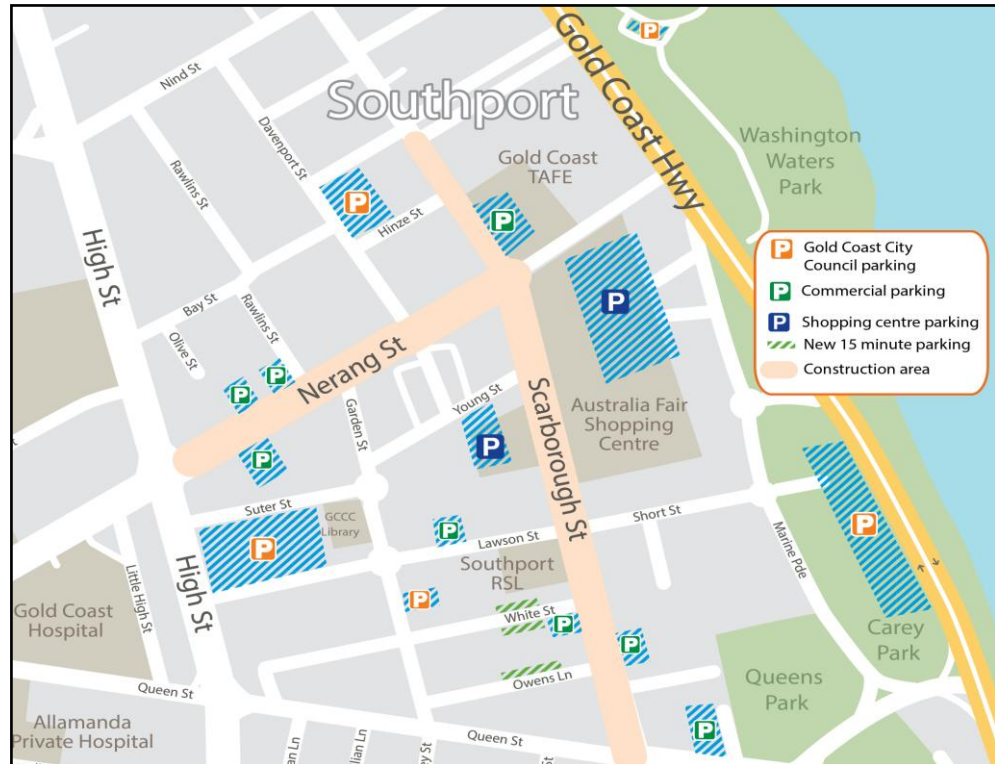 Southport
Gold Coast Hwy
P
Nind St
Davenport St
Rawlins St
Gold Coast
TAFE
Washington
Waters
Park
P
P
Hinze St
High St
P
Gold Coast City
Council parking
P
Commercial parking
P
Shopping centre parking
New 15 minute parking
Construction area
P
Bay St
Rawlins St
Olive St
Nerang St
P
P
Garden St
Young St
Scarborough St
Australia Fair
Shopping
Centre
P
P
Suter St
GCCC
Library
P
P
Lawson St
Short St
P
Marine Pde
Southport
RSL
High St
Little High St
Gold Coast
Hospital
P
White St
P
P
Carey
Park
Queens
Park
Owens Ln
Queen St
Queen St
P
Allamanda
Private Hospital